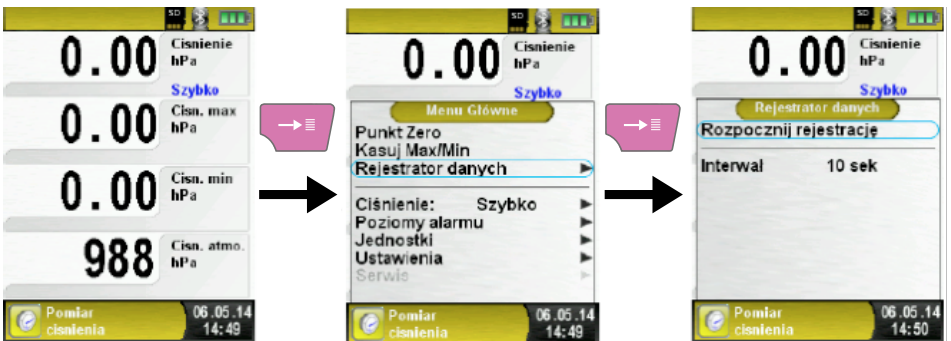 SD
0.00 Cisnienie
hPa
Szybko
0.00 Cisn. max
hPa
0.00 Cisn. min
hPa
988 Cisn. atmo.
hPa
Pomiar
cisnienia
06.05.14
14:49
SD
0.00 Cisnienie
hPa
Szybko
Menu Główne
Punkt Zero
Kasuj Max/Min
Rejestrator danych
Ciśnienie: Szybko
Poziomy alarmu
Jednostki
Ustawienia
Serwis
Pomiar
cisnienia
06.05.14
14:49
SD
0.00 Cisnienie
hPa
Szybko
Rejestrator danych
Rozpocznij rejestrację
Interwał 10 sek
Pomiar
cisnienia
06.05.14
14:50